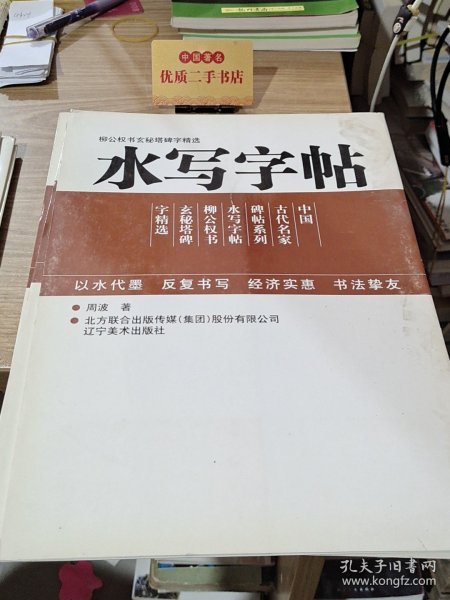 中国著名
优质二手书店
柳公权书玄秘塔碑字精选
水写字帖
中国
古代名家
碑帖系列
水写字帖
柳公权书
玄秘塔碑
字精选
以水代墨 反复书写 经济实惠 书法挚友
周波 著
北方联合出版传媒(集团)股份有限公司
辽宁美术出版社
孔夫子旧书网
www.kongfz.com